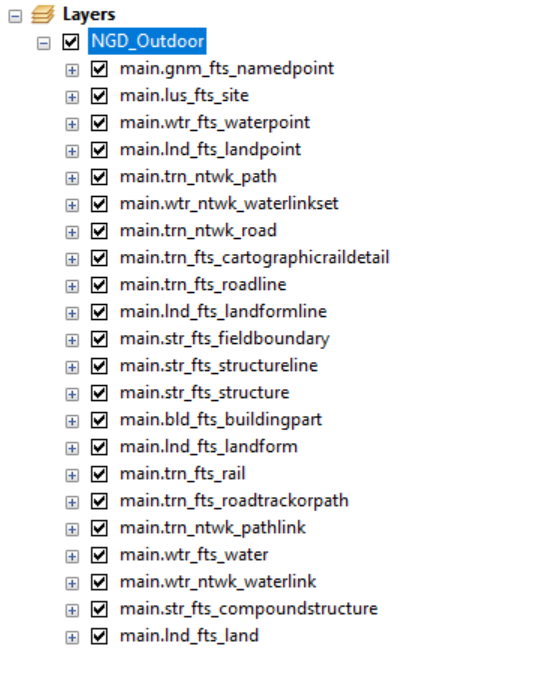 Layers
NGD_Outdoor
main.gnm_fts_namedpoint
main.lus_fts_site
main.wtr_fts_waterpoint
main.lnd_fts_landpoint
main.trn_ntwk_path
main.wtr_ntwk_waterlinkset
main.trn_ntwk_road
main.trn_fts_cartographicraildetail
main.trn_fts_roadline
main.lnd_fts_landformline
main.str_fts_fieldboundary
main.str_fts_structureline
main.str_fts_structure
main.bld_fts_buildingpart
main.lnd_fts_landform
main.trn_fts_rail
main.trn_fts_roadtrackorpath
main.trn_ntwk_pathlink
main.wtr_fts_water
main.wtr_ntwk_waterlink
main.str_fts_compoundstructure
main.lnd_fts_land